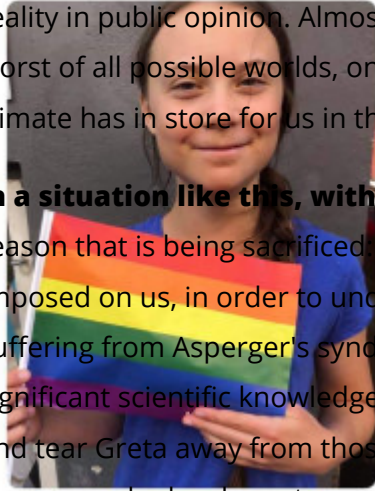 eality in public opinion. Almos
orst of all possible worlds, on
imate has in store for us in th
a situation like this, with
eason that is being sacrificed:
nposed on us, in order to und
uffering from Asperger's synd
gnificant scientific knowledge
nd tear Greta away from thos